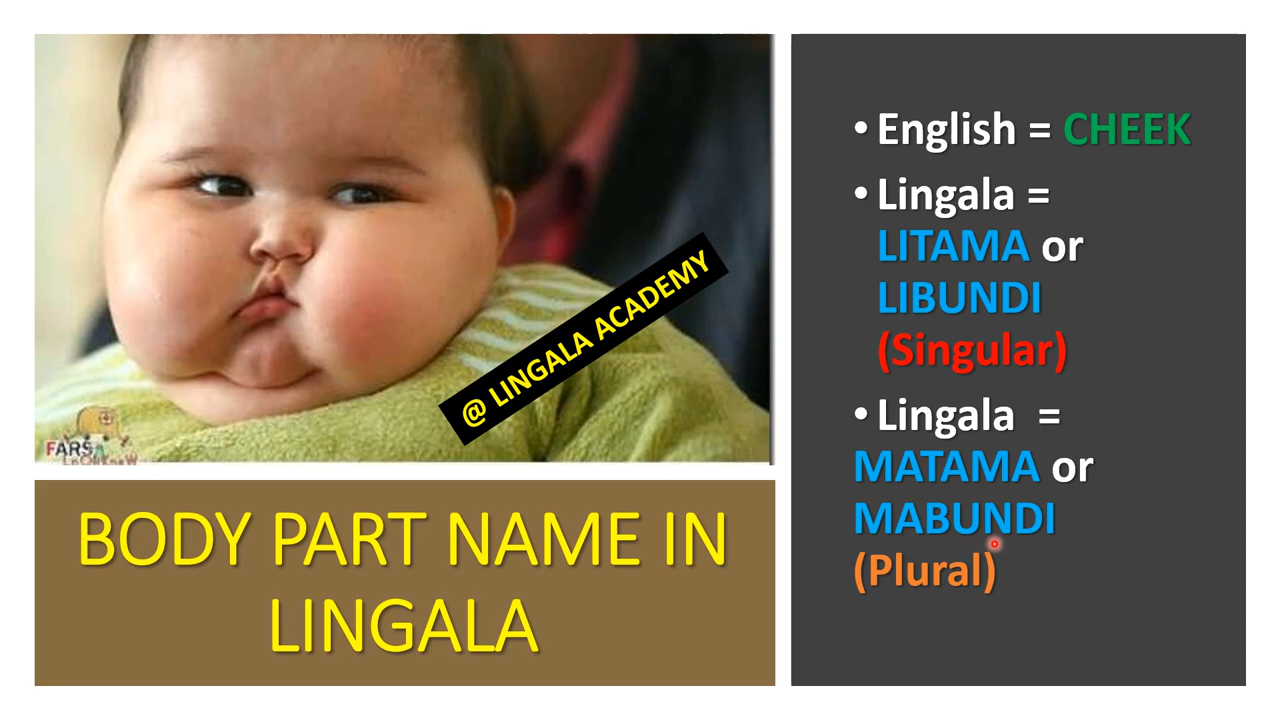 @ LINGALA ACADEMY
FARS
BODY PART NAME IN
LINGALA
• English = CHEEK
• Lingala =
LITAMA or
LIBUNDI
(Singular)
• Lingala =
MATAMA or
MABUNDI
(Plural)